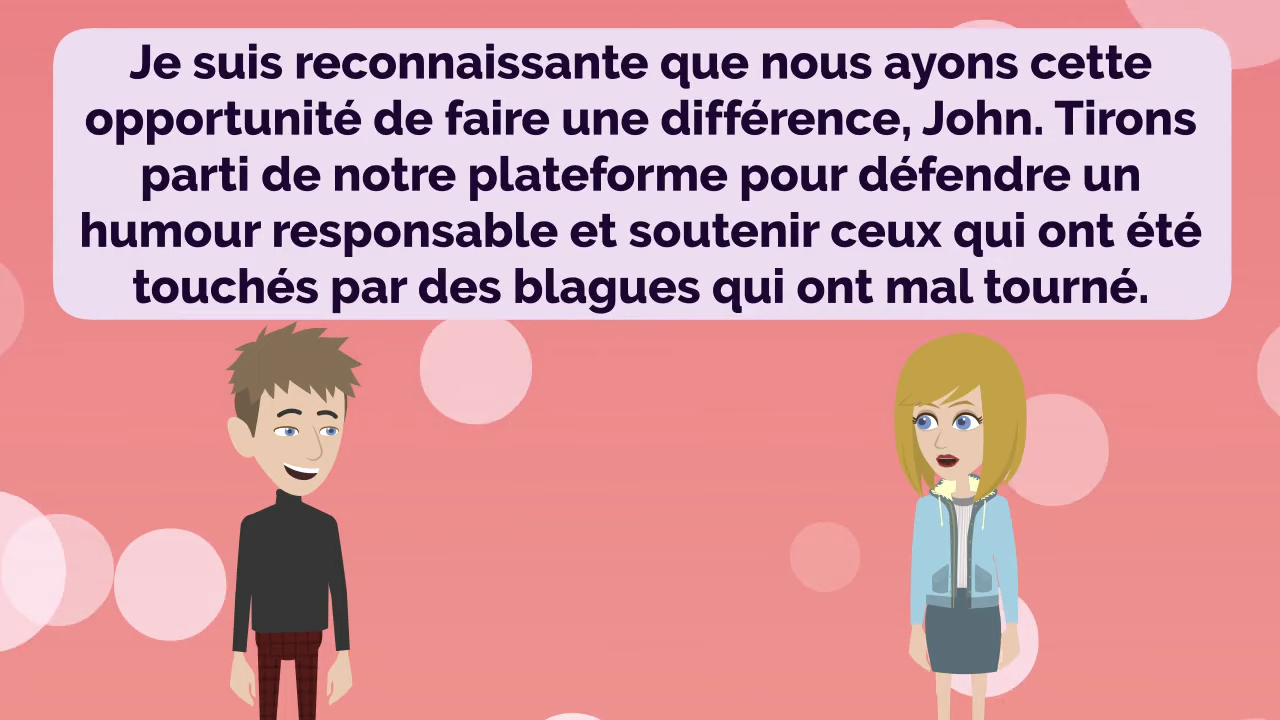 Je suis reconnaissante que nous ayons cette
opportunité de faire une différence, John. Tirons
parti de notre plateforme pour défendre un
humour responsable et soutenir ceux qui ont été
touchés par des blagues qui ont mal tourné.